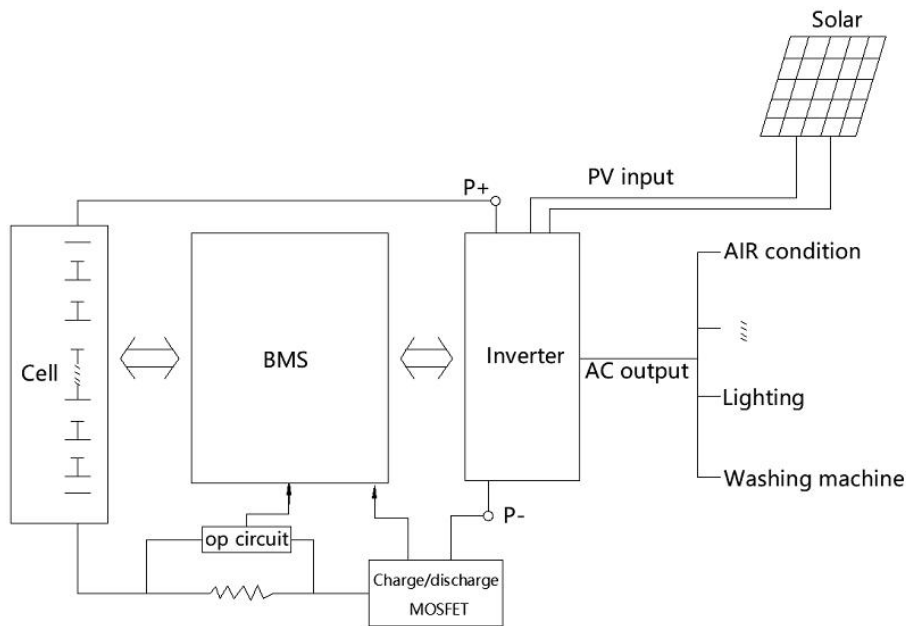 Solar
PV input
P+
AIR condition
Cell
BMS
Inverter
AC output
Lighting
Washing machine
P-
op circuit
Charge/discharge
MOSFET